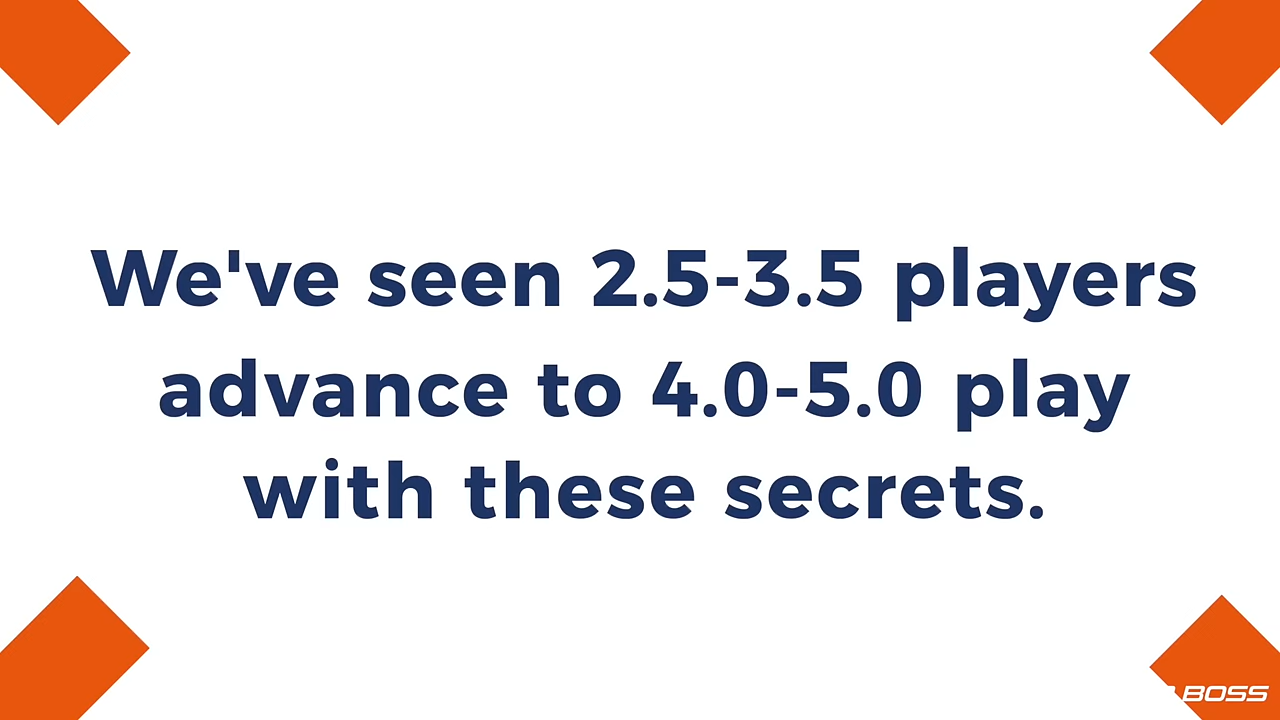 We've seen 2.5-3.5 players
advance to 4.0-5.0 play
with these secrets.
BOSS